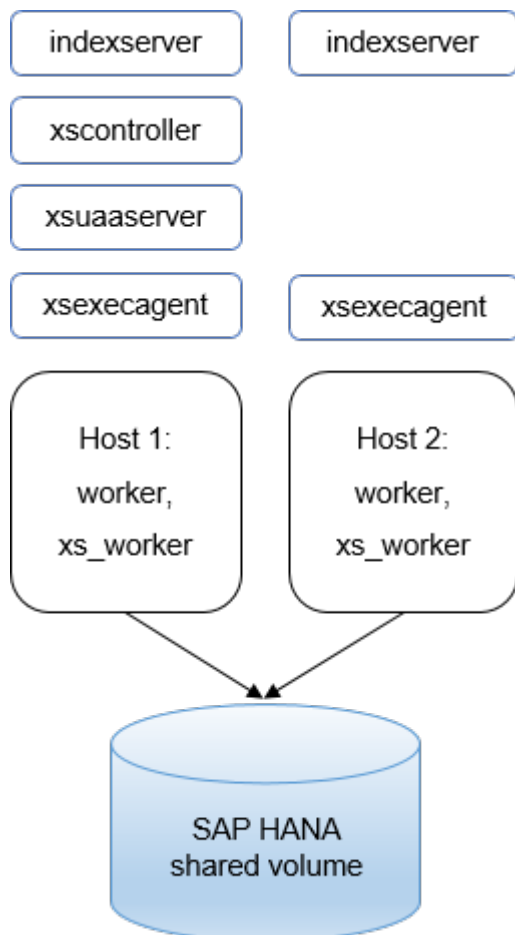 indexserver
indexserver
xscontroller
xsuaaserver
xsexecagent
xsexecagent
Host 1:
worker,
xs_worker
Host 2:
worker,
xs_worker
SAP HANA
shared volume